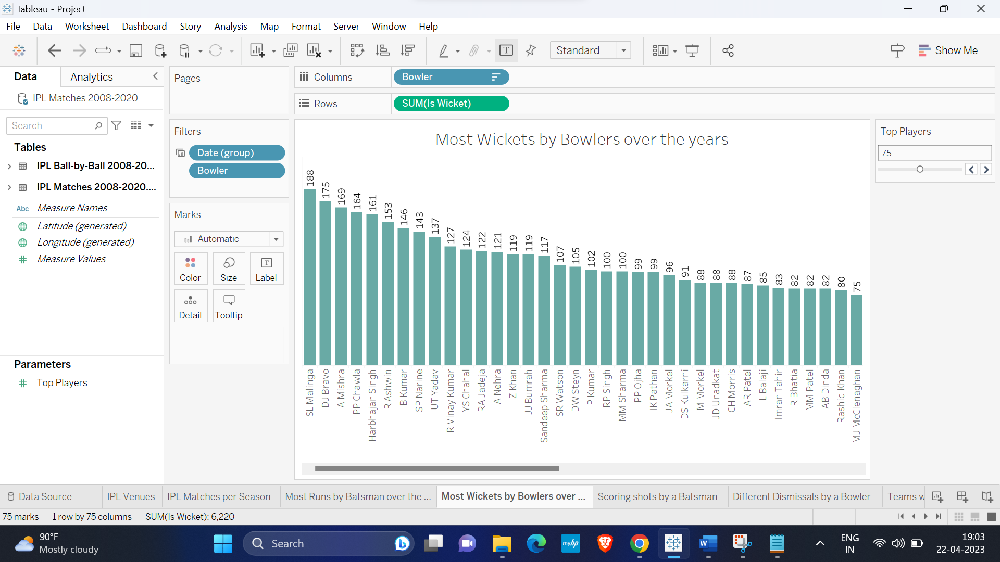 Tableau - Project
File Data Worksheet Dashboard Story Analysis Map Format Server Window Help
Standard
Show Me
Data Analytics
IPL Matches 2008-2020
Search
Tables
IPL Ball-by-Ball 2008-20...
IPL Matches 2008-2020....
Abc Measure Names
Latitude (generated)
Longitude (generated)
Measure Values
Parameters
Top Players
Pages
Filters
Date (group)
Bowler
Marks
Automatic
Color Size T Label
Detail Tooltip
Columns Bowler
Rows SUM(Is Wicket)
Most Wickets by Bowlers over the years
188 175 169 164 161 153 146 143 137 127 124 122 121 119 119 117 107 105 102 100 100 99 99 96 91 88 88 88 87 85 83 82 82 82 80 75
SL Malinga
DJ Bravo
A Mishra
PP Chawla
Harbhajan Singh
R Ashwin
B Kumar
SP Narine
UT Yadav
R Vinay Kumar
YS Chahal
RA Jadeja
A Nehra
Z Khan
JJ Bumrah
Sandeep Sharma
SR Watson
DW Steyn
P Kumar
RP Singh
MM Sharma
PP Ojha
IK Pathan
JA Morkel
DS Kulkarni
M Morkel
JD Unadkat
CH Morris
AR Patel
L Balaji
Imran Tahir
R Bhatia
MM Patel
AB Dinda
Rashid Khan
MJ McClenaghan
Top Players
75
Data Source IPL Venues IPL Matches per Season Most Runs by Batsman over the ... Most Wickets by Bowlers over ... Scoring shots by a Batsman Different Dismissals by a Bowler Teams w
75 marks 1 row by 75 columns SUM(Is Wicket): 6,220
90°F
Mostly cloudy
Search
myhp
W
ENG
IN
19:03
22-04-2023